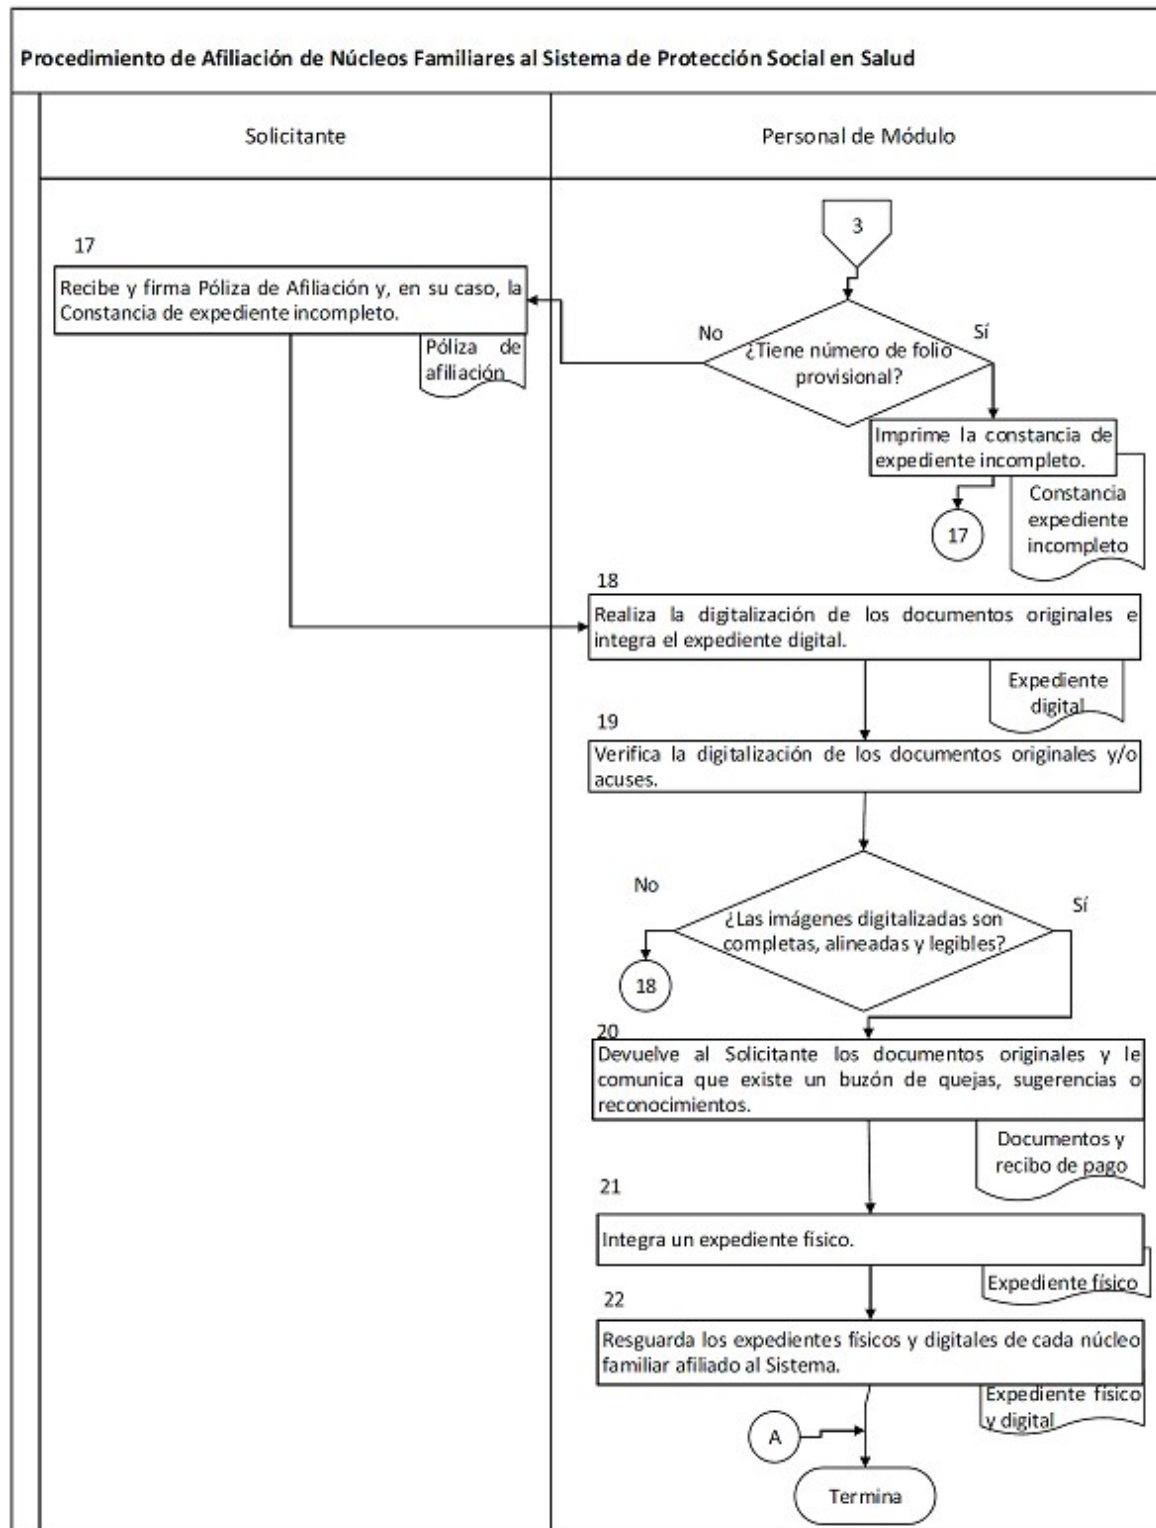 Procedimiento de Afiliación de Núcleos Familiares al Sistema de Protección Social en Salud
Solicitante
Personal de Módulo
3
17
Recibe y firma Póliza de Afiliación y, en su caso, la
Constancia de expediente incompleto.
Póliza de
afiliación
No
Sí
¿Tiene número de folio
provisional?
Imprime la constancia de
expediente incompleto.
Constancia
expediente
incompleto
17
18
Realiza la digitalización de los documentos originales e
integra el expediente digital.
Expediente
digital
19
Verifica la digitalización de los documentos originales y/o
acuses.
No
Sí
¿Las imágenes digitalizadas son
completas, alineadas y legibles?
18
20
Devuelve al Solicitante los documentos originales y le
comunica que existe un buzón de quejas, sugerencias o
reconocimientos.
Documentos y
recibo de pago
21
Integra un expediente físico.
Expediente físico
22
Resguarda los expedientes físicos y digitales de cada núcleo
familiar afiliado al Sistema.
Expediente físico
y digital
A
Termina